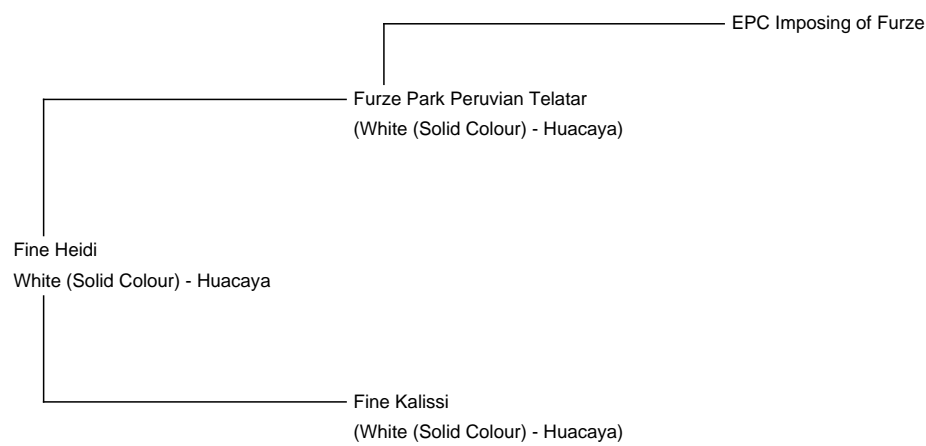 EPC Imposing of Furze
Furze Park Peruvian Telatar
(White (Solid Colour) - Huacaya)
Fine Heidi
White (Solid Colour) - Huacaya
Fine Kalissi
(White (Solid Colour) - Huacaya)